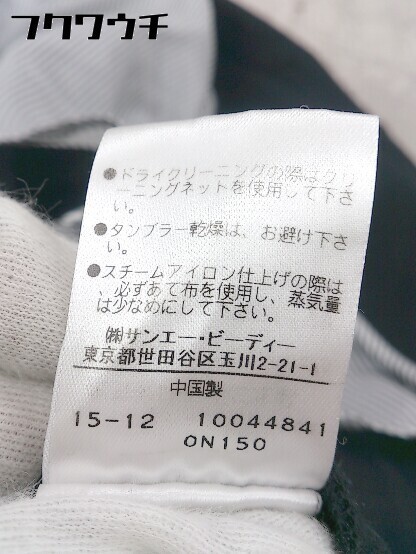 フクワウチ
●ドライクリーニングの際はクリ
ーニングネットを使用して下さ
い。
●タンブラー乾燥は、お避け下さ
い。
●スチームアイロン仕上げの際は
、必ずあて布を使用し、蒸気量
は少なめにして下さい。
㈱サンエー・ビーディー
東京都世田谷区玉川2-21-1
中国製
15-12 10044841
0N150